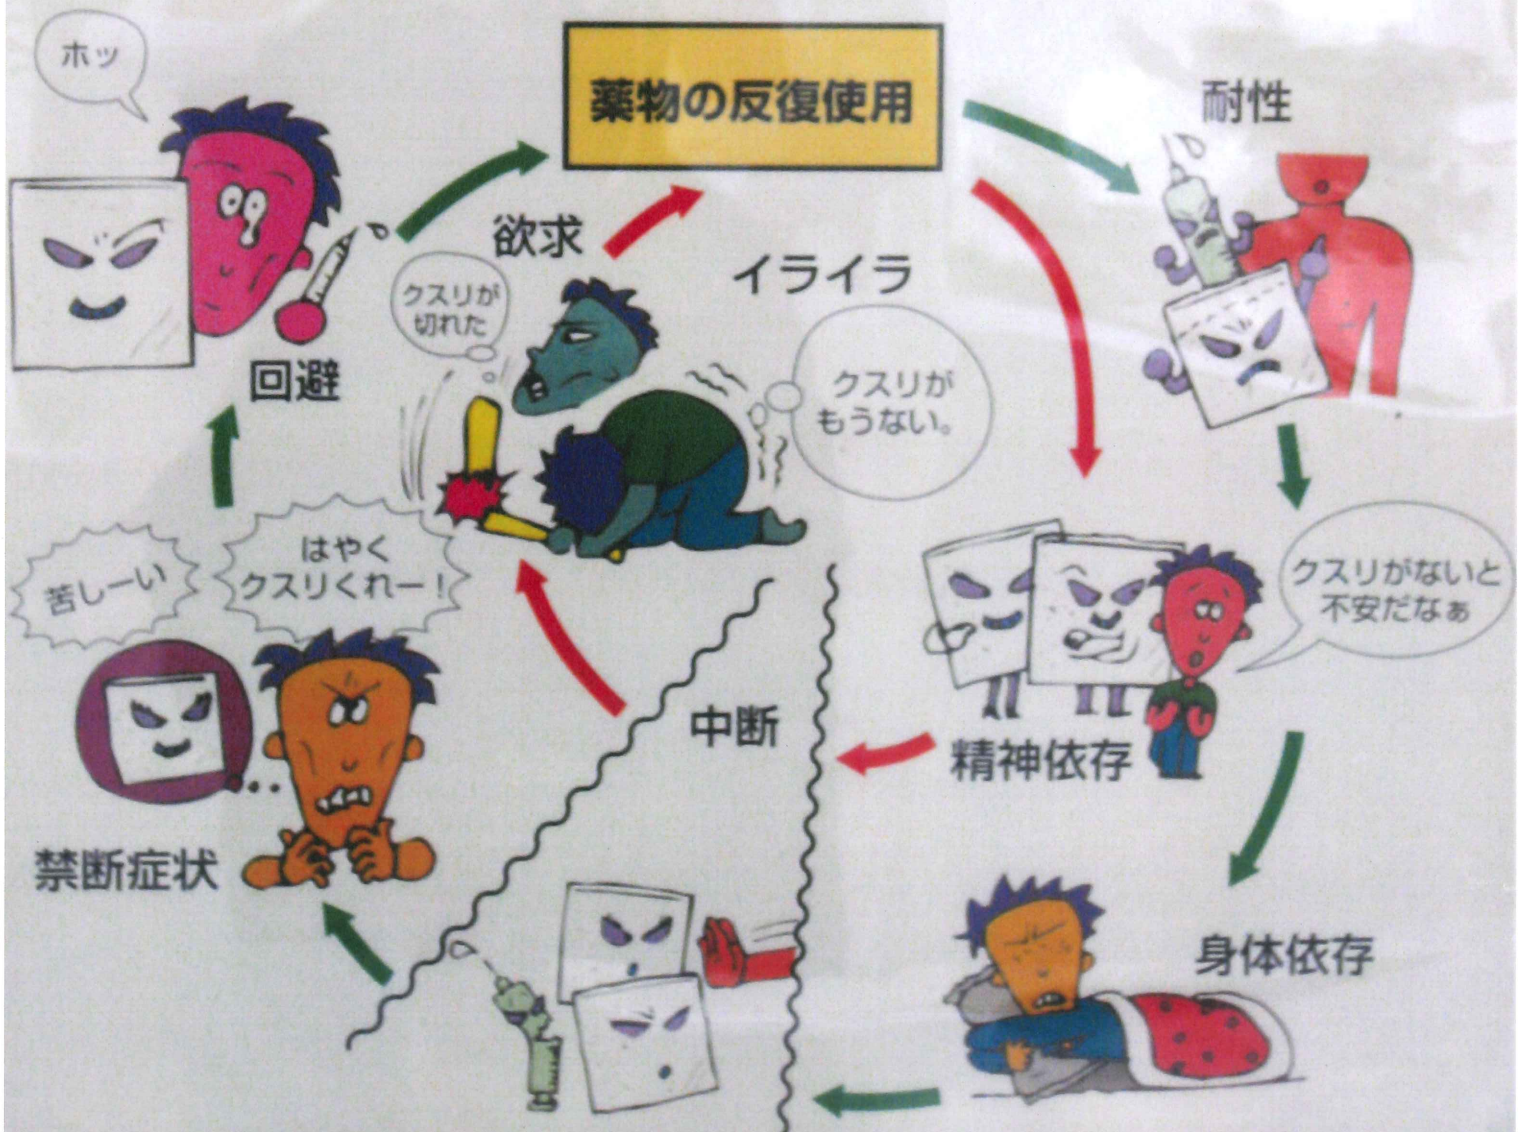 薬物の反復使用
耐性
ホッ
欲求
イライラ
クスリが
切れた
クスリが
もうない。
回避
苦しーい
はやく
クスリくれー!
クスリがないと
不安だなぁ
中断
精神依存
禁断症状
身体依存